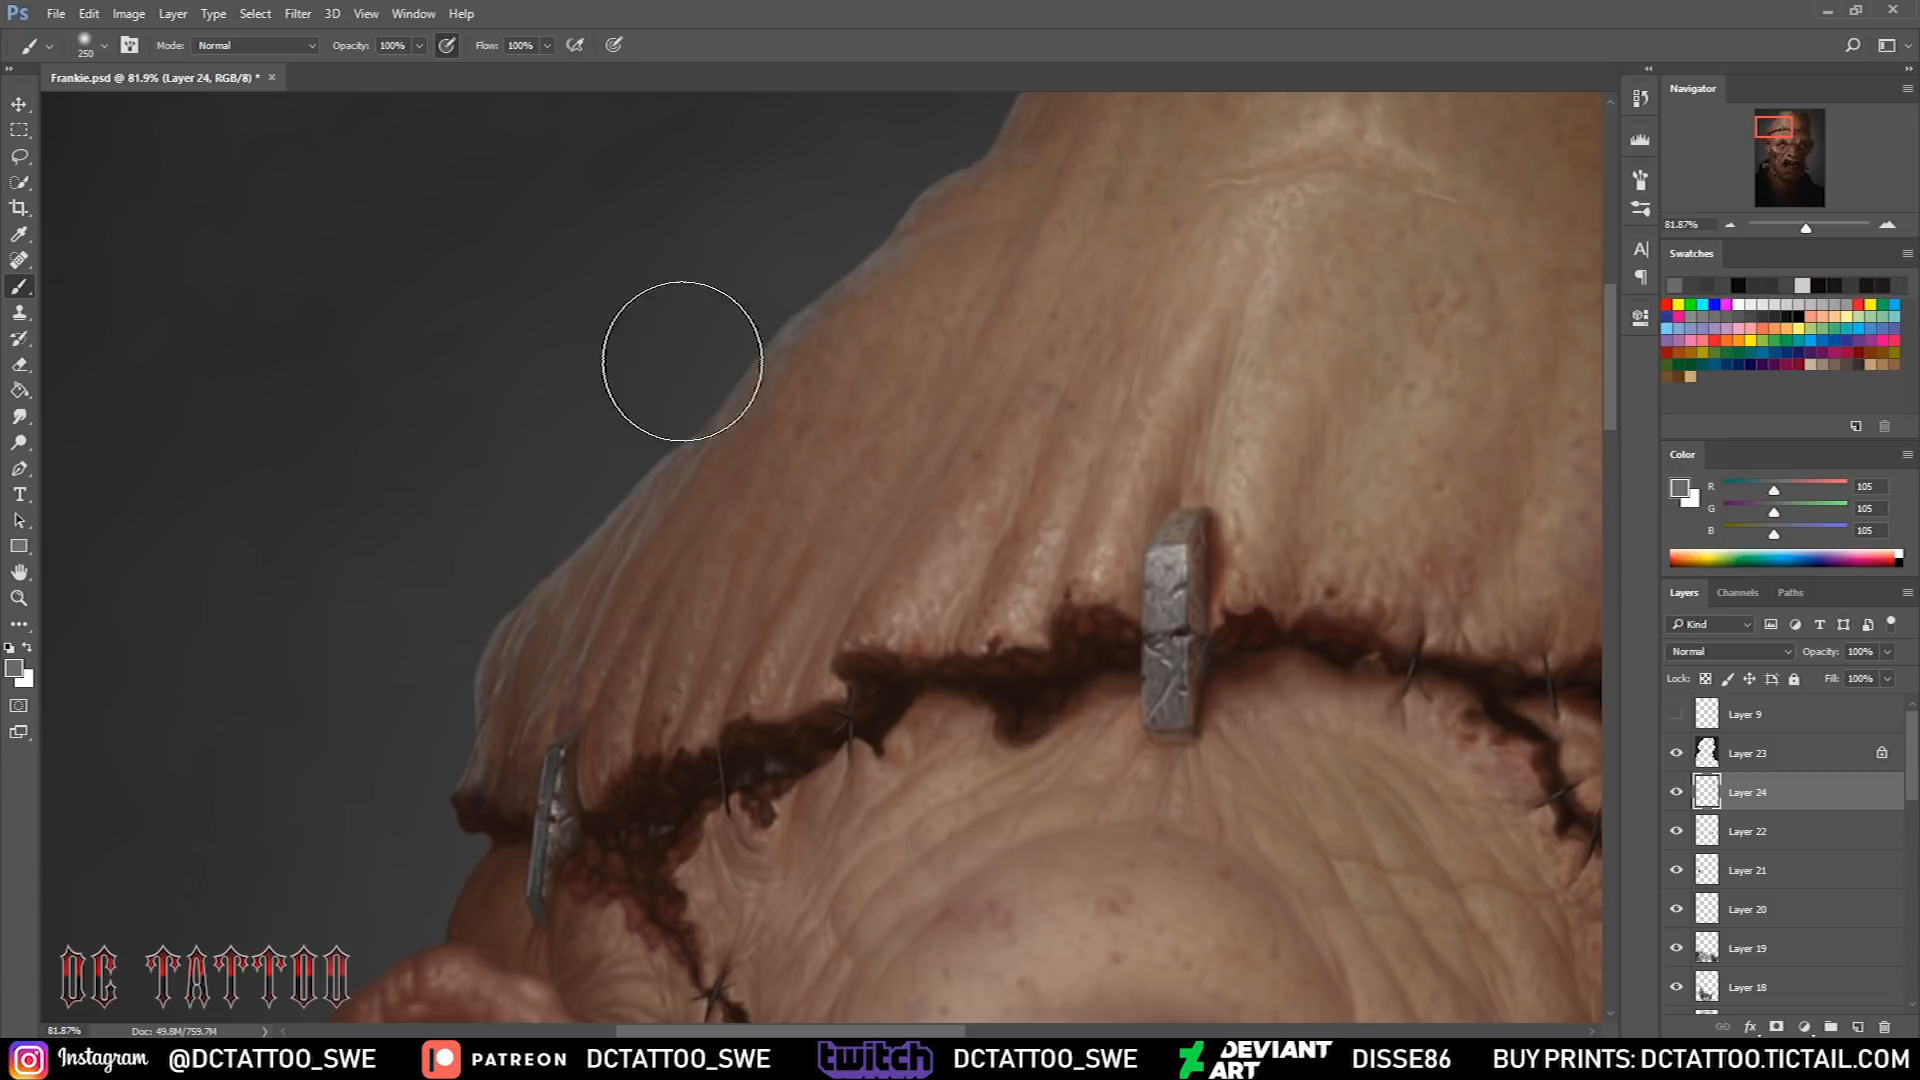 Ps File Edit Image Layer Type Select Filter 3D View Window Help
250 Mode: Normal Opacity: 100% Flow: 100%
Frankie.psd @ 81.9% (Layer 24, RGB/8) *
Navigator
81.87%
Swatches
Color
R 105
G 105
B 105
Layers Channels Paths
Kind
Normal Opacity: 100%
Lock: Fill: 100%
Layer 9
Layer 23
Layer 24
Layer 22
Layer 21
Layer 20
Layer 19
Layer 18
DC TATTOO
81.87% Doc: 49.8M/759.7M
Instagram @DCTATTOO_SWE PATREON DCTATTOO_SWE twitch DCTATTOO_SWE DEVIANT ART DISSE86 BUY PRINTS: DCTATTOO.TICTAIL.COM